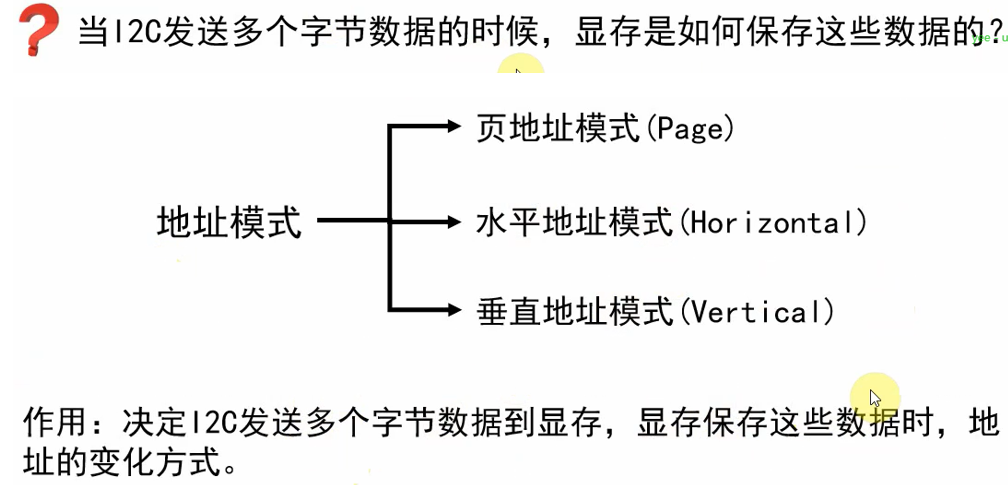 当I2C发送多个字节数据的时候，显存是如何保存这些数据的？
页地址模式(Page)
地址模式
水平地址模式(Horizontal)
垂直地址模式(Vertical)
作用：决定I2C发送多个字节数据到显存，显存保存这些数据时，地
址的变化方式。